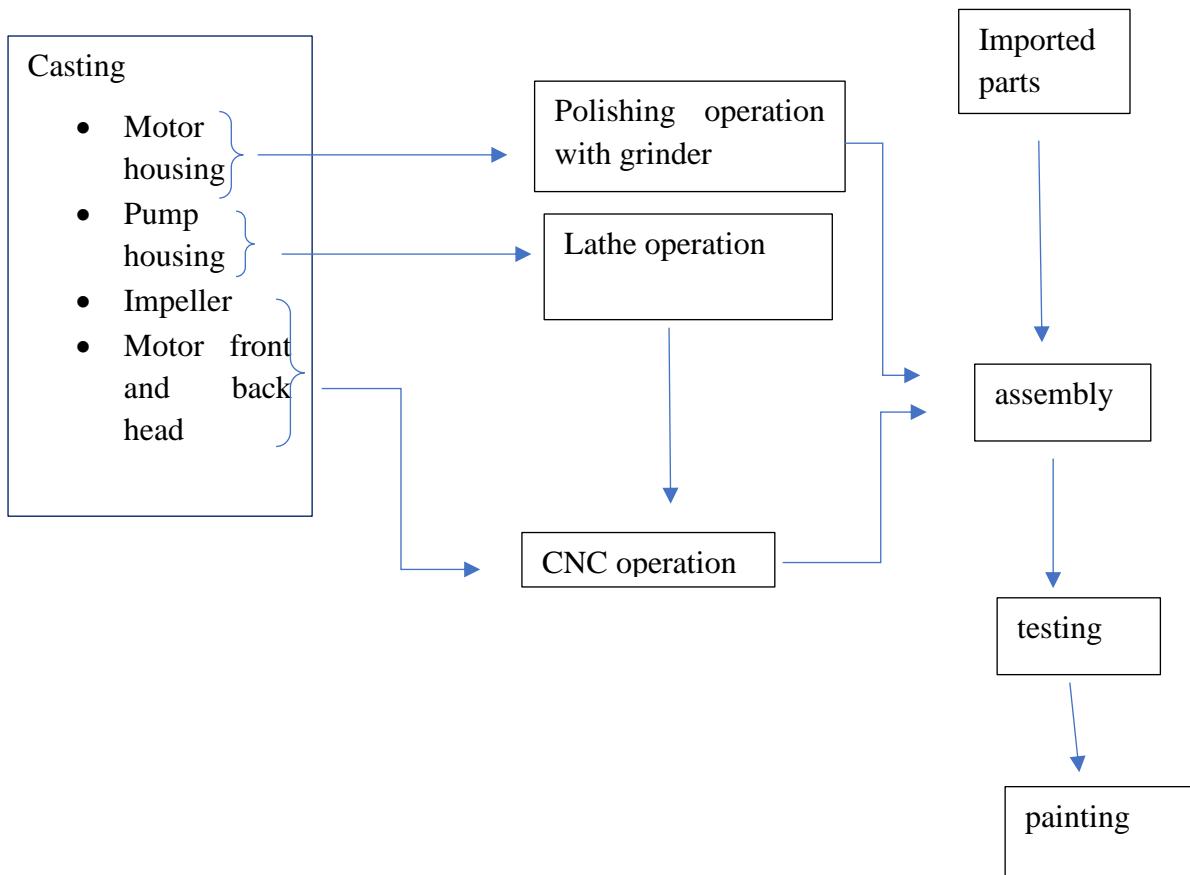 Casting
• Motor
housing
• Pump
housing
• Impeller
• Motor front
and back
head
Polishing operation
with grinder
Lathe operation
CNC operation
Imported
parts
assembly
testing
painting